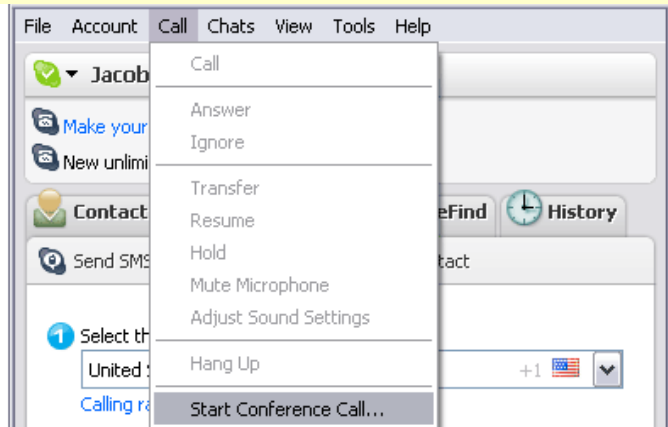 File Account Call Chats View Tools Help
Jacob
Call
Make your
Answer
New unlimi
Ignore
Transfer
Contact
eFind
History
Resume
Send SMS
Hold
tact
Mute Microphone
Adjust Sound Settings
1 Select th
Hang Up
United S
+1
Calling ra
Start Conference Call...